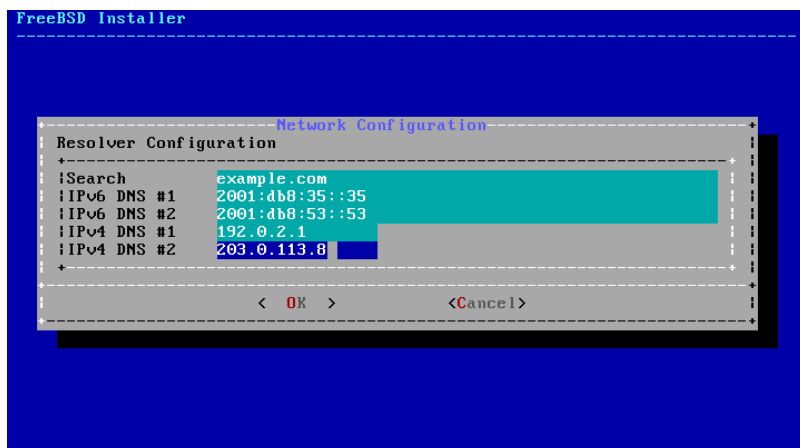 FreeBSD Installer
Network Configuration
Resolver Configuration
Search example.com
IPv6 DNS #1 2001:db8:35::35
IPv6 DNS #2 2001:db8:53::53
IPv4 DNS #1 192.0.2.1
IPv4 DNS #2 203.0.113.8
< OK > <Cancel>